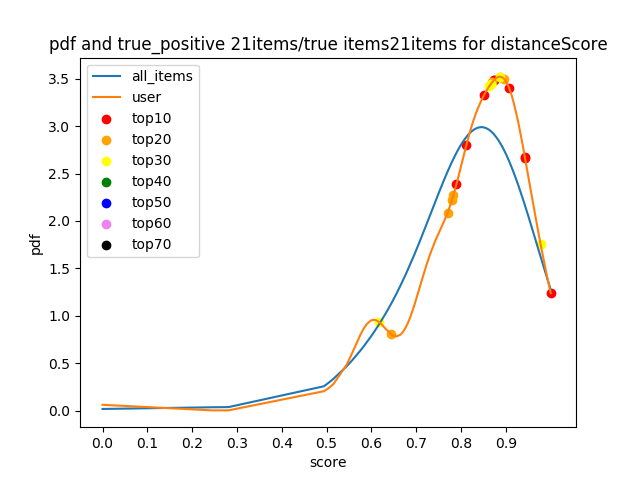 pdf and true_positive 21items/true items21items for distanceScore
all_items
user
top10
top20
top30
top40
top50
top60
top70
3.5
3.0
2.5
2.0
1.5
1.0
0.5
0.0
pdf
0.0 0.1 0.2 0.3 0.4 0.5 0.6 0.7 0.8 0.9
score